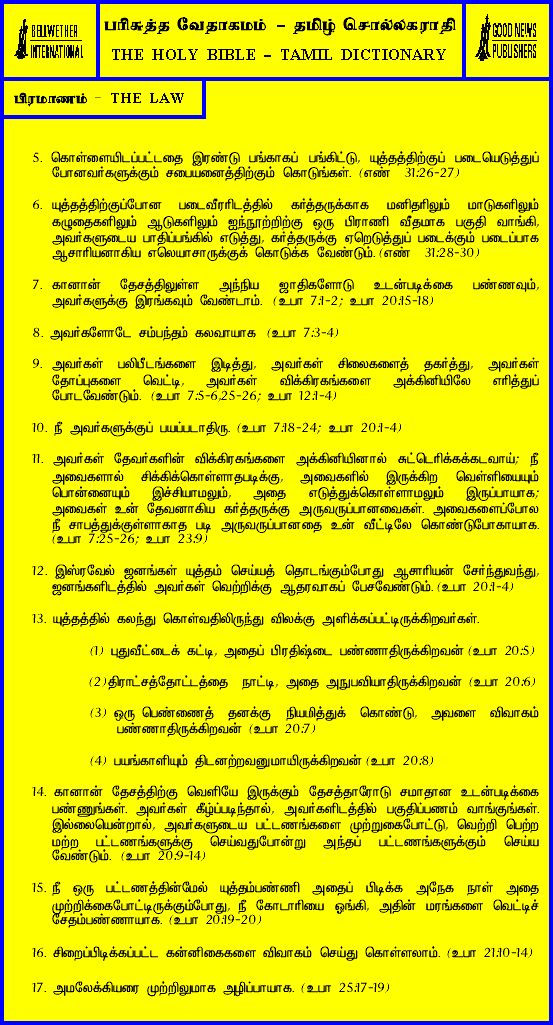 BELLWETHER
INTERNATIONAL
பரிசுத்த வேதாகமம் – தமிழ் சொல்லகராதி
THE HOLY BIBLE – TAMIL DICTIONARY
GOOD NEWS
PUBLISHERS
பிரமாணம் – THE LAW
5. கொள்ளையிடப்பட்டதை இரண்டு பங்காகப் பங்கிட்டு, யுத்தத்திற்குப் படையெடுத்துப்
போனவர்களுக்கும் சபையனைத்திற்கும் கொடுங்கள். (எண் 31:26-27)
6. யுத்தத்திற்குப்போன படைவீரரிடத்தில் கர்த்தருக்காக மனிதரிலும் மாடுகளிலும்
கழுதைகளிலும் ஆடுகளிலும் ஐந்நூற்றிற்கு ஒரு பிராணி வீதமாக பகுதி வாங்கி,
அவர்களுடைய பாதிப்பங்கில் எடுத்து, கர்த்தருக்கு ஏறெடுத்துப் படைக்கும் படைப்பாக
ஆசாரியனாகிய எலெயாசாருக்குக் கொடுக்க வேண்டும். (எண் 31:28-30)
7. கானான் தேசத்திலுள்ள அந்நிய ஜாதிகளோடு உடன்படிக்கை பண்ணவும்,
அவர்களுக்கு இரங்கவும் வேண்டாம். (உபா 7:1-2; உபா 20:15-18)
8. அவர்களோடே சம்பந்தம் கலவாயாக (உபா 7:3-4)
9. அவர்கள் பலிபீடங்களை இடித்து, அவர்கள் சிலைகளைத் தகர்த்து, அவர்கள்
தோப்புகளை வெட்டி, அவர்கள் விக்கிரகங்களை அக்கினியிலே எரித்துப்
போடவேண்டும். (உபா 7:5-6,25-26; உபா 12:1-4)
10. நீ அவர்களுக்குப் பயப்படாதிரு. (உபா 7:18-24; உபா 20:1-4)
11. அவர்கள் தேவர்களின் விக்கிரகங்களை அக்கினியினால் சுட்டெரிக்கக்கடவாய்; நீ
அவைகளால் சிக்கிக்கொள்ளாதபடிக்கு, அவைகளில் இருக்கிற வெள்ளியையும்
பொன்னையும் இச்சியாமலும், அதை எடுத்துக்கொள்ளாமலும் இருப்பாயாக;
அவைகள் உன் தேவனாகிய கர்த்தருக்கு அருவருப்பானவைகள். அவைகளைப்போல
நீ சாபத்துக்குள்ளாகாத படி அருவருப்பானதை உன் வீட்டிலே கொண்டுபோகாயாக.
(உபா 7:25-26; உபா 23:9)
12. இஸ்ரவேல் ஜனங்கள் யுத்தம் செய்யத் தொடங்கும்போது ஆசாரியன் சேர்ந்துவந்து,
ஜனங்களிடத்தில் அவர்கள் வெற்றிக்கு ஆதரவாகப் பேசவேண்டும். (உபா 20:1-4)
13. யுத்தத்தில் கலந்து கொள்வதிலிருந்து விலக்கு அளிக்கப்பட்டிருக்கிறவர்கள்.
(1) புதுவீட்டைக் கட்டி, அதைப் பிரதிஷ்டை பண்ணாதிருக்கிறவன் (உபா 20:5)
(2) திராட்சத்தோட்டத்தை நாட்டி, அதை அநுபவியாதிருக்கிறவன் (உபா 20:6)
(3) ஒரு பெண்ணைத் தனக்கு நியமித்துக் கொண்டு, அவளை விவாகம்
பண்ணாதிருக்கிறவன் (உபா 20:7)
(4) பயங்காளியும் திடனற்றவனுமாயிருக்கிறவன் (உபா 20:8)
14. கானான் தேசத்திற்கு வெளியே இருக்கும் தேசத்தாரோடு சமாதான உடன்படிக்கை
பண்ணுங்கள். அவர்கள் கீழ்ப்படிந்தால், அவர்களிடத்தில் பகுதிப்பணம் வாங்குங்கள்.
இல்லையென்றால், அவர்களுடைய பட்டணங்களை முற்றுகைபோட்டு, வெற்றி பெற்ற
மற்ற பட்டணங்களுக்கு செய்வதுபோன்று அந்தப் பட்டணங்களுக்கும் செய்ய
வேண்டும். (உபா 20:9-14)
15. நீ ஒரு பட்டணத்தின்மேல் யுத்தம்பண்ணி அதைப் பிடிக்க அநேக நாள் அதை
முற்றிக்கைபோட்டிருக்கும்போது, நீ கோடாரியை ஓங்கி, அதின் மரங்களை வெட்டிச்
சேதம்பண்ணாயாக. (உபா 20:19-20)
16. சிறைப்பிடிக்கப்பட்ட கன்னிகைகளை விவாகம் செய்து கொள்ளலாம். (உபா 21:10-14)
17. அமலேக்கியரை முற்றிலுமாக அழிப்பாயாக. (உபா 25:17-19)